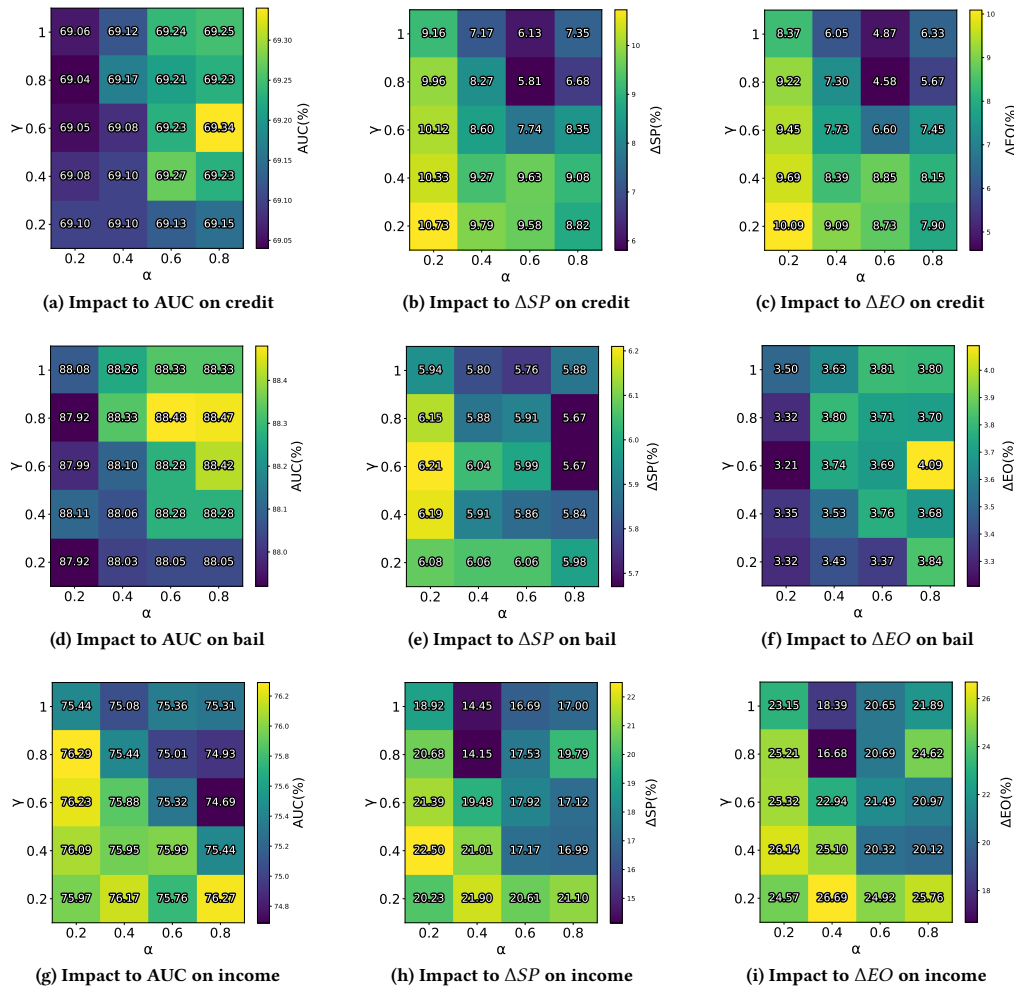 1 69.06 69.12 69.24 69.25
0.8 69.04 69.17 69.21 69.23
γ 0.6 69.05 69.08 69.23 69.34
0.4 69.08 69.10 69.27 69.23
0.2 69.10 69.10 69.13 69.15
0.2 0.4 0.6 0.8
α
69.30
69.25
69.20
69.15
69.10
69.05
AUC(%)
(a) Impact to AUC on credit
1 9.16 7.17 6.13 7.35
0.8 9.96 8.27 5.81 6.68
γ 0.6 10.12 8.60 7.74 8.35
0.4 10.33 9.27 9.63 9.08
0.2 10.73 9.79 9.58 8.82
0.2 0.4 0.6 0.8
α
10
9
8
7
6
ΔSP(%)
(b) Impact to ΔSP on credit
1 8.37 6.05 4.87 6.33
0.8 9.22 7.30 4.58 5.67
γ 0.6 9.45 7.73 6.60 7.45
0.4 9.69 8.39 8.85 8.15
0.2 10.09 9.09 8.73 7.90
0.2 0.4 0.6 0.8
α
10
9
8
7
6
5
ΔEO(%)
(c) Impact to ΔEO on credit
1 88.08 88.26 88.33 88.33
0.8 87.92 88.33 88.48 88.47
γ 0.6 87.99 88.10 88.28 88.42
0.4 88.11 88.06 88.28 88.28
0.2 87.92 88.03 88.05 88.05
0.2 0.4 0.6 0.8
α
88.4
88.3
88.2
88.1
88.0
AUC(%)
(d) Impact to AUC on bail
1 5.94 5.80 5.76 5.88
0.8 6.15 5.88 5.91 5.67
γ 0.6 6.21 6.04 5.99 5.67
0.4 6.19 5.91 5.86 5.84
0.2 6.08 6.06 6.06 5.98
0.2 0.4 0.6 0.8
α
6.2
6.1
6.0
5.9
5.8
5.7
ΔSP(%)
(e) Impact to ΔSP on bail
1 3.50 3.63 3.81 3.80
0.8 3.32 3.80 3.71 3.70
γ 0.6 3.21 3.74 3.69 4.09
0.4 3.35 3.53 3.76 3.68
0.2 3.32 3.43 3.37 3.84
0.2 0.4 0.6 0.8
α
4.0
3.9
3.8
3.7
3.6
3.5
3.4
3.3
ΔEO(%)
(f) Impact to ΔEO on bail
1 75.44 75.08 75.36 75.31
0.8 76.29 75.44 75.01 74.93
γ 0.6 76.23 75.88 75.32 74.69
0.4 76.09 75.95 75.99 75.44
0.2 75.97 76.17 75.76 76.27
0.2 0.4 0.6 0.8
α
76.2
76.0
75.8
75.6
75.4
75.2
75.0
74.8
AUC(%)
(g) Impact to AUC on income
1 18.92 14.45 16.69 17.00
0.8 20.68 14.15 17.53 19.79
γ 0.6 21.39 19.48 17.92 17.12
0.4 22.50 21.01 17.17 16.99
0.2 20.23 21.90 20.61 21.10
0.2 0.4 0.6 0.8
α
22
21
20
19
18
17
16
15
ΔSP(%)
(h) Impact to ΔSP on income
1 23.15 18.39 20.65 21.89
0.8 25.21 16.68 20.69 24.62
γ 0.6 25.32 22.94 21.49 20.97
0.4 26.14 25.10 20.32 20.12
0.2 24.57 26.69 24.92 25.76
0.2 0.4 0.6 0.8
α
26
24
22
20
18
ΔEO(%)
(i) Impact to ΔEO on income